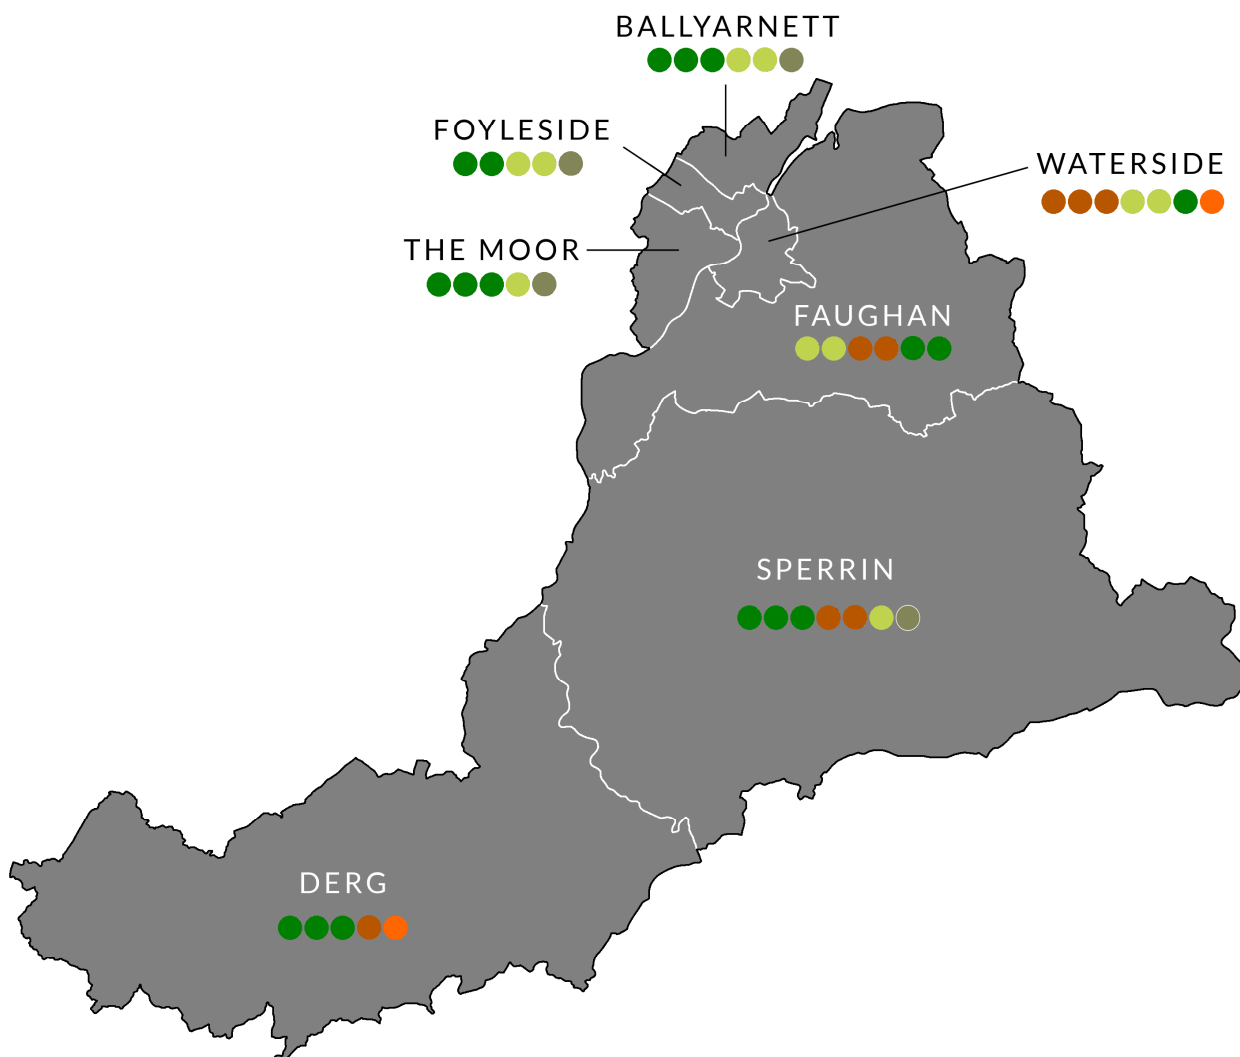 BALLYARNETT
FOYLESIDE
WATERSIDE
THE MOOR
FAUGHAN
SPERRIN
DERG